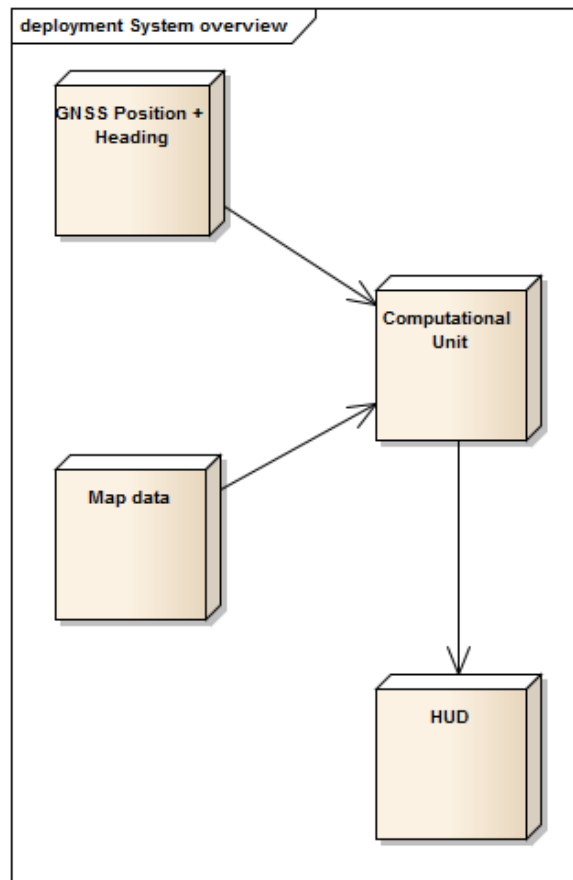 deployment System overview
GNSS Position +
Heading
Computational
Unit
Map data
HUD